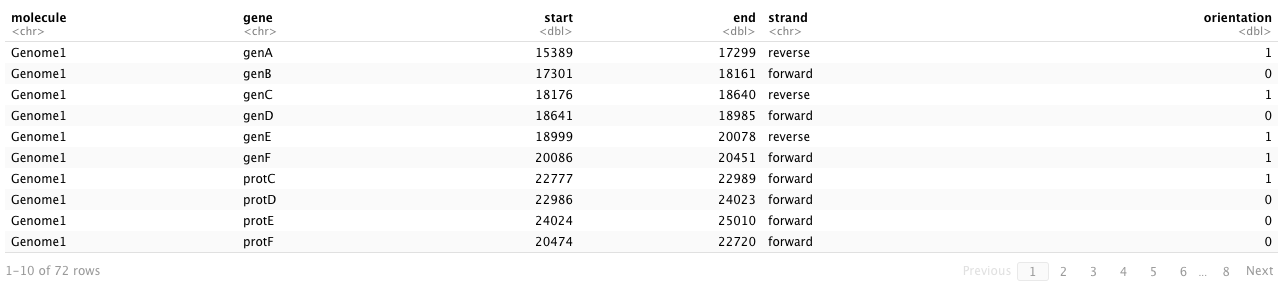 molecule gene start end strand orientation
<chr> <chr> <dbl> <dbl> <chr> <dbl>
Genome1 genA 15389 17299 reverse 1
Genome1 genB 17301 18161 forward 0
Genome1 genC 18176 18640 reverse 1
Genome1 genD 18641 18985 forward 0
Genome1 genE 18999 20078 reverse 1
Genome1 genF 20086 20451 forward 1
Genome1 protC 22777 22989 forward 1
Genome1 protD 22986 24023 forward 0
Genome1 protE 24024 25010 forward 0
Genome1 protF 20474 22720 forward 0
1-10 of 72 rows Previous 1 2 3 4 5 6 ... 8 Next